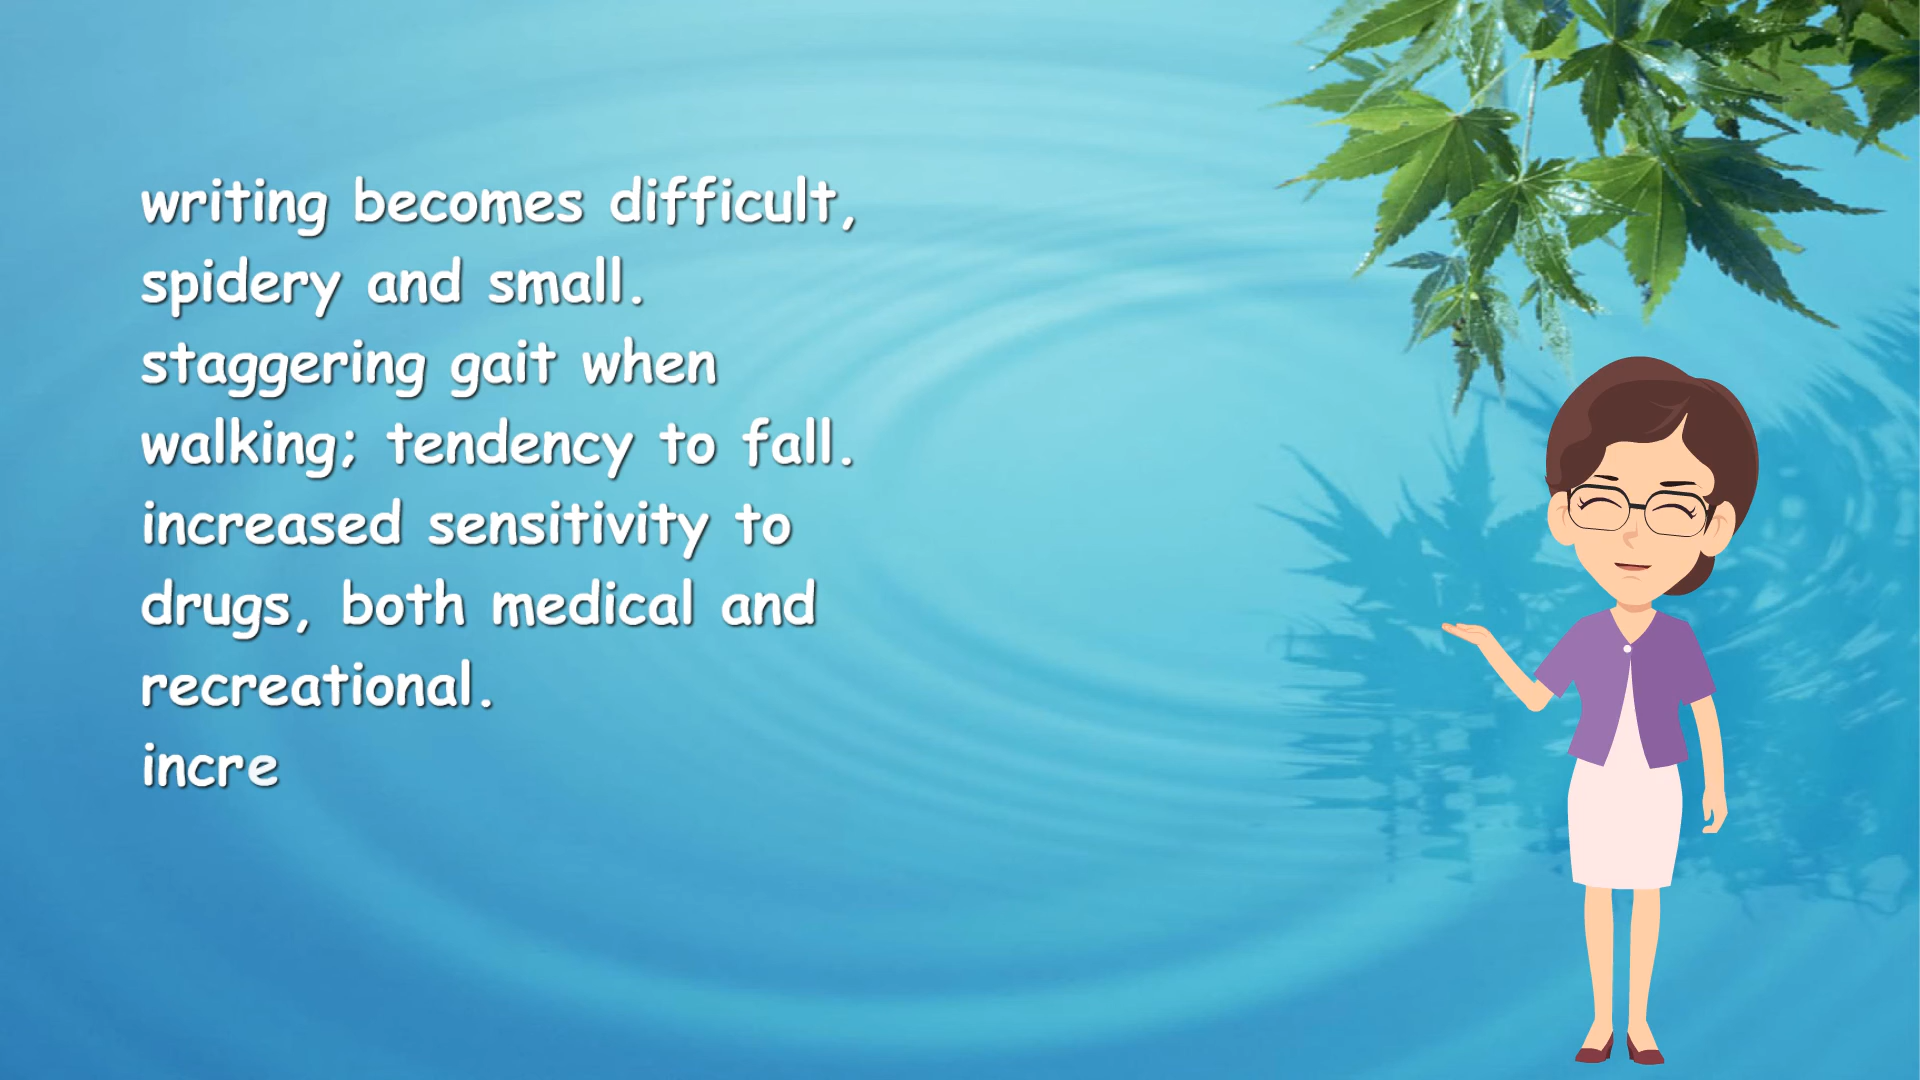 writing becomes difficult,
spidery and small.
staggering gait when
walking; tendency to fall.
increased sensitivity to
drugs, both medical and
recreational.
incre